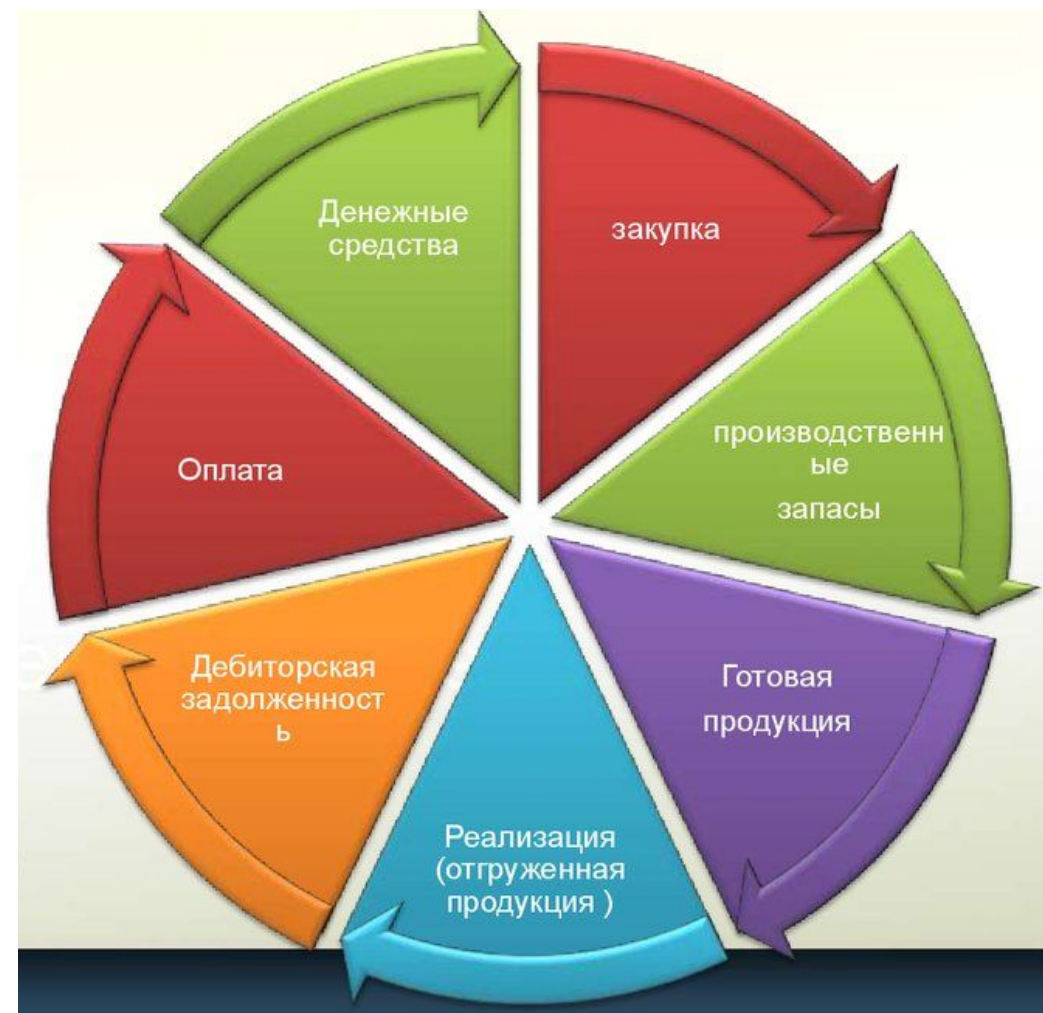 Денежные
средства
закупка
производственн
ые
запасы
Готовая
продукция
Реализация
(отгруженная
продукция )
Дебиторская
задолженност
ь
Оплата